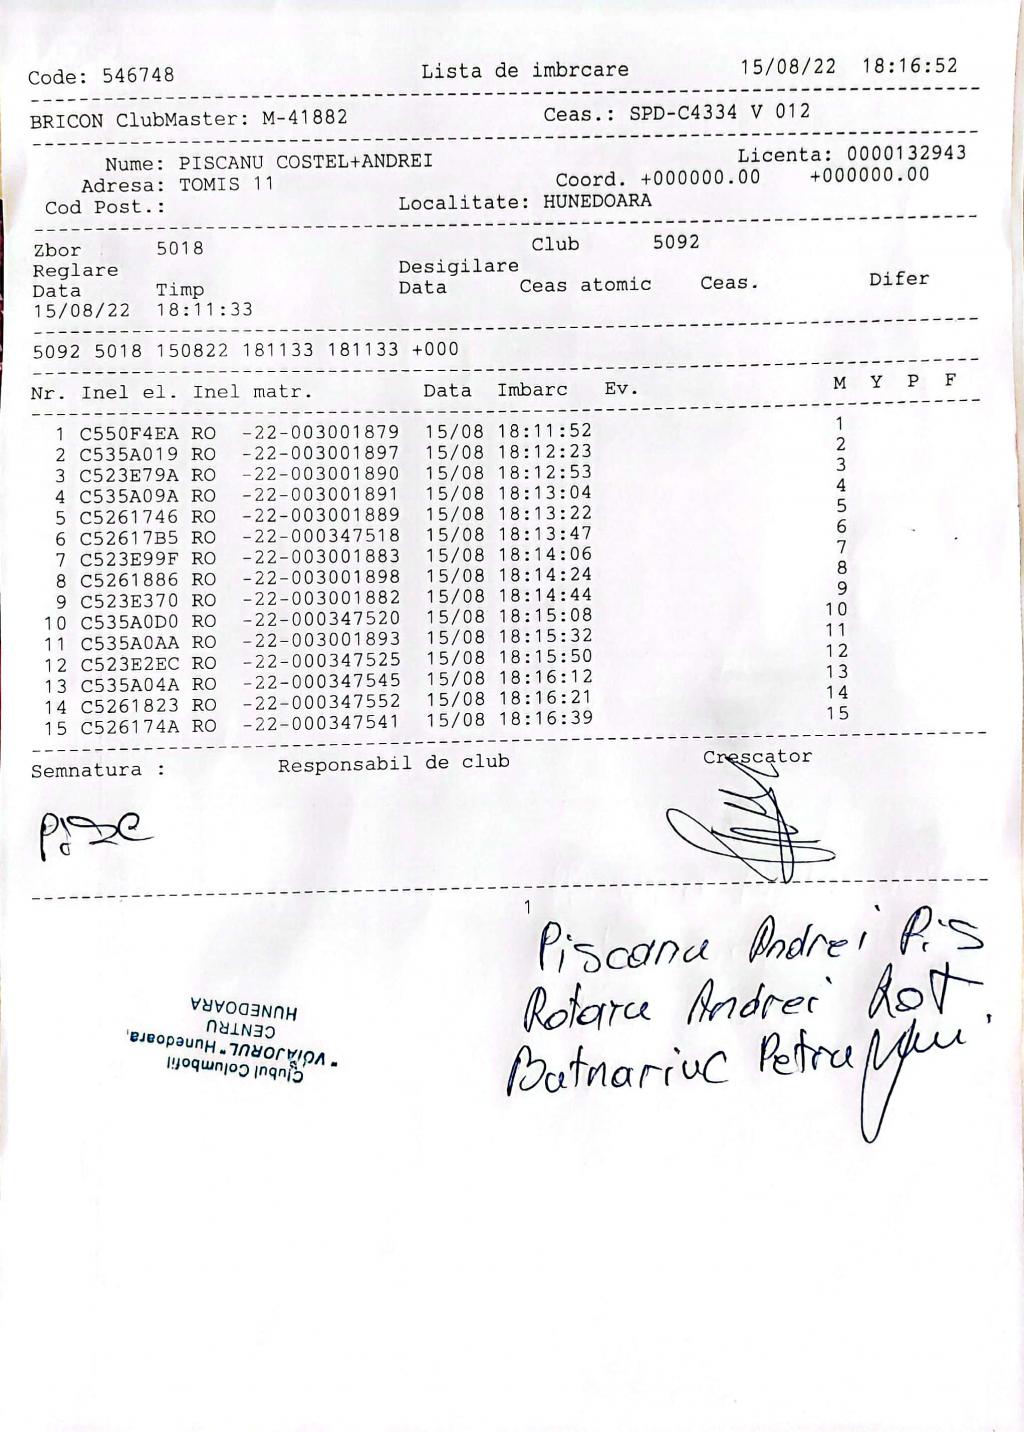 Code: 546748 Lista de imbrcare 15/08/22 18:16:52
BRICON ClubMaster: M-41882 Ceas.: SPD-C4334 V 012
Nume: PISCANU COSTEL+ANDREI Licenta: 0000132943
Adresa: TOMIS 11 Coord. +000000.00 +000000.00
Cod Post.: Localitate: HUNEDOARA
Zbor 5018 Club 5092
Reglare Desigilare
Data Timp Data Ceas atomic Ceas. Difer
15/08/22 18:11:33
5092 5018 150822 181133 181133 +000
Nr. Inel el. Inel matr. Data Imbarc Ev. M Y P F
1 C550F4EA RO -22-003001879 15/08 18:11:52 1
2 C535A019 RO -22-003001897 15/08 18:12:23 2
3 C523E79A RO -22-003001890 15/08 18:12:53 3
4 C535A09A RO -22-003001891 15/08 18:13:04 4
5 C5261746 RO -22-003001889 15/08 18:13:22 5
6 C52617B5 RO -22-000347518 15/08 18:13:47 6
7 C523E99F RO -22-003001883 15/08 18:14:06 7
8 C5261886 RO -22-003001898 15/08 18:14:24 8
9 C523E370 RO -22-003001882 15/08 18:14:44 9
10 C535A0D0 RO -22-000347520 15/08 18:15:08 10
11 C535A0AA RO -22-003001893 15/08 18:15:32 11
12 C523E2EC RO -22-000347525 15/08 18:15:50 12
13 C535A04A RO -22-000347545 15/08 18:16:12 13
14 C5261823 RO -22-000347552 15/08 18:16:21 14
15 C526174A RO -22-000347541 15/08 18:16:39 15
Semnatura : Responsabil de club Crescator
1
Piscanu Andrei Pis
Rotaru Andrei Rot
Batnariuc Petru
Clubul Columbofil
"VOIAJORUL" Hunedoara,
CENTRU
HUNEDOARA